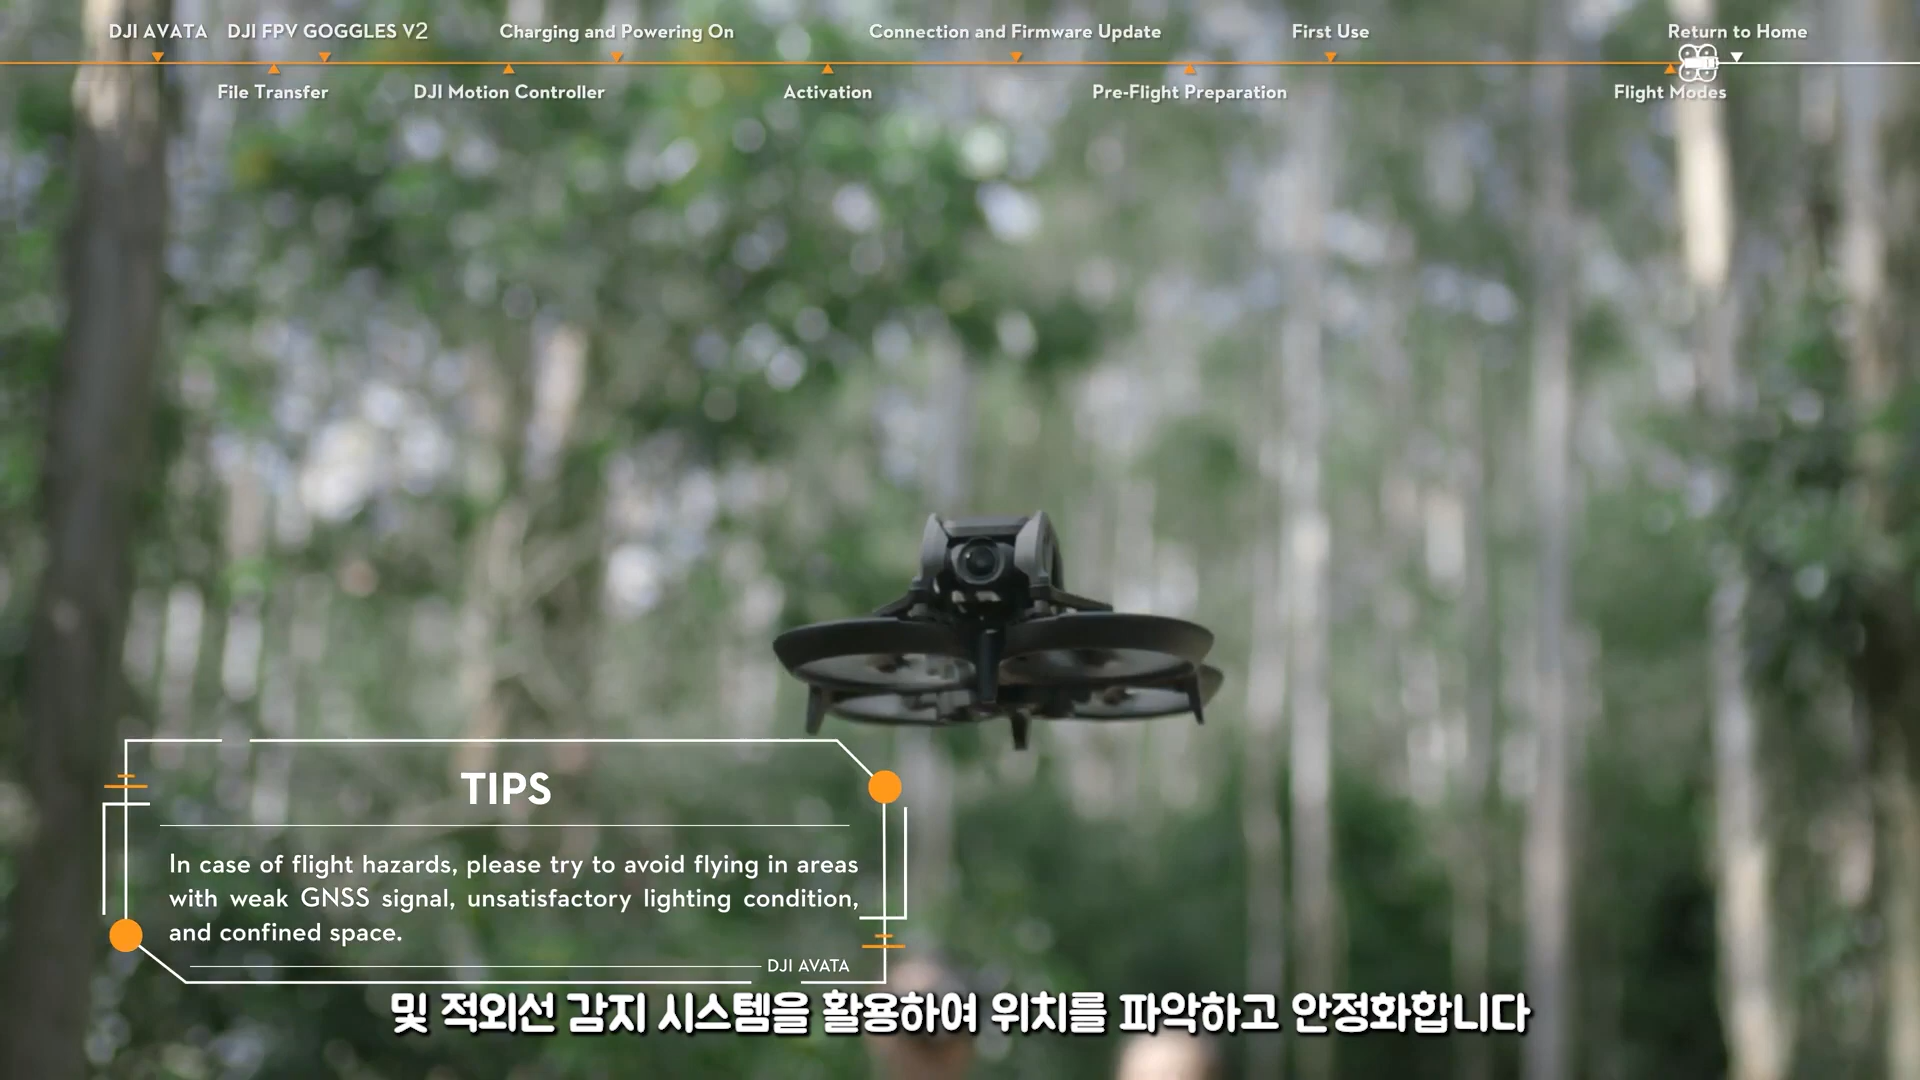 DJI AVATA
DJI FPV GOGGLES V2
Charging and Powering On
Connection and Firmware Update
First Use
Return to Home
File Transfer
DJI Motion Controller
Activation
Pre-Flight Preparation
Flight Modes
TIPS
In case of flight hazards, please try to avoid flying in areas
with weak GNSS signal, unsatisfactory lighting condition,
and confined space.
DJI AVATA
및 적외선 감지 시스템을 활용하여 위치를 파악하고 안정화합니다